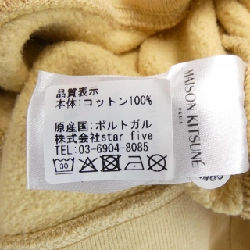 品質表示
本体:コットン100%
原産国:ポルトガル
株式会社star five
TEL:03-6904-8085
30
MAISON KITSUNÉ
PARIS